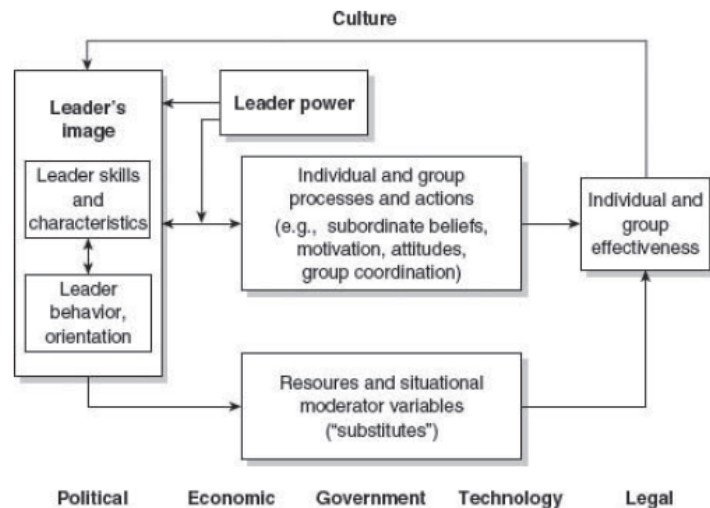 Culture
Leader's
image
Leader power
Leader skills
and
characteristics
Leader
behavior,
orientation
Individual and group
processes and actions
(e.g., subordinate beliefs,
motivation, attitudes,
group coordination)
Individual and
group
effectiveness
Resoures and situational
moderator variables
("substitutes")
Political Economic Government Technology Legal